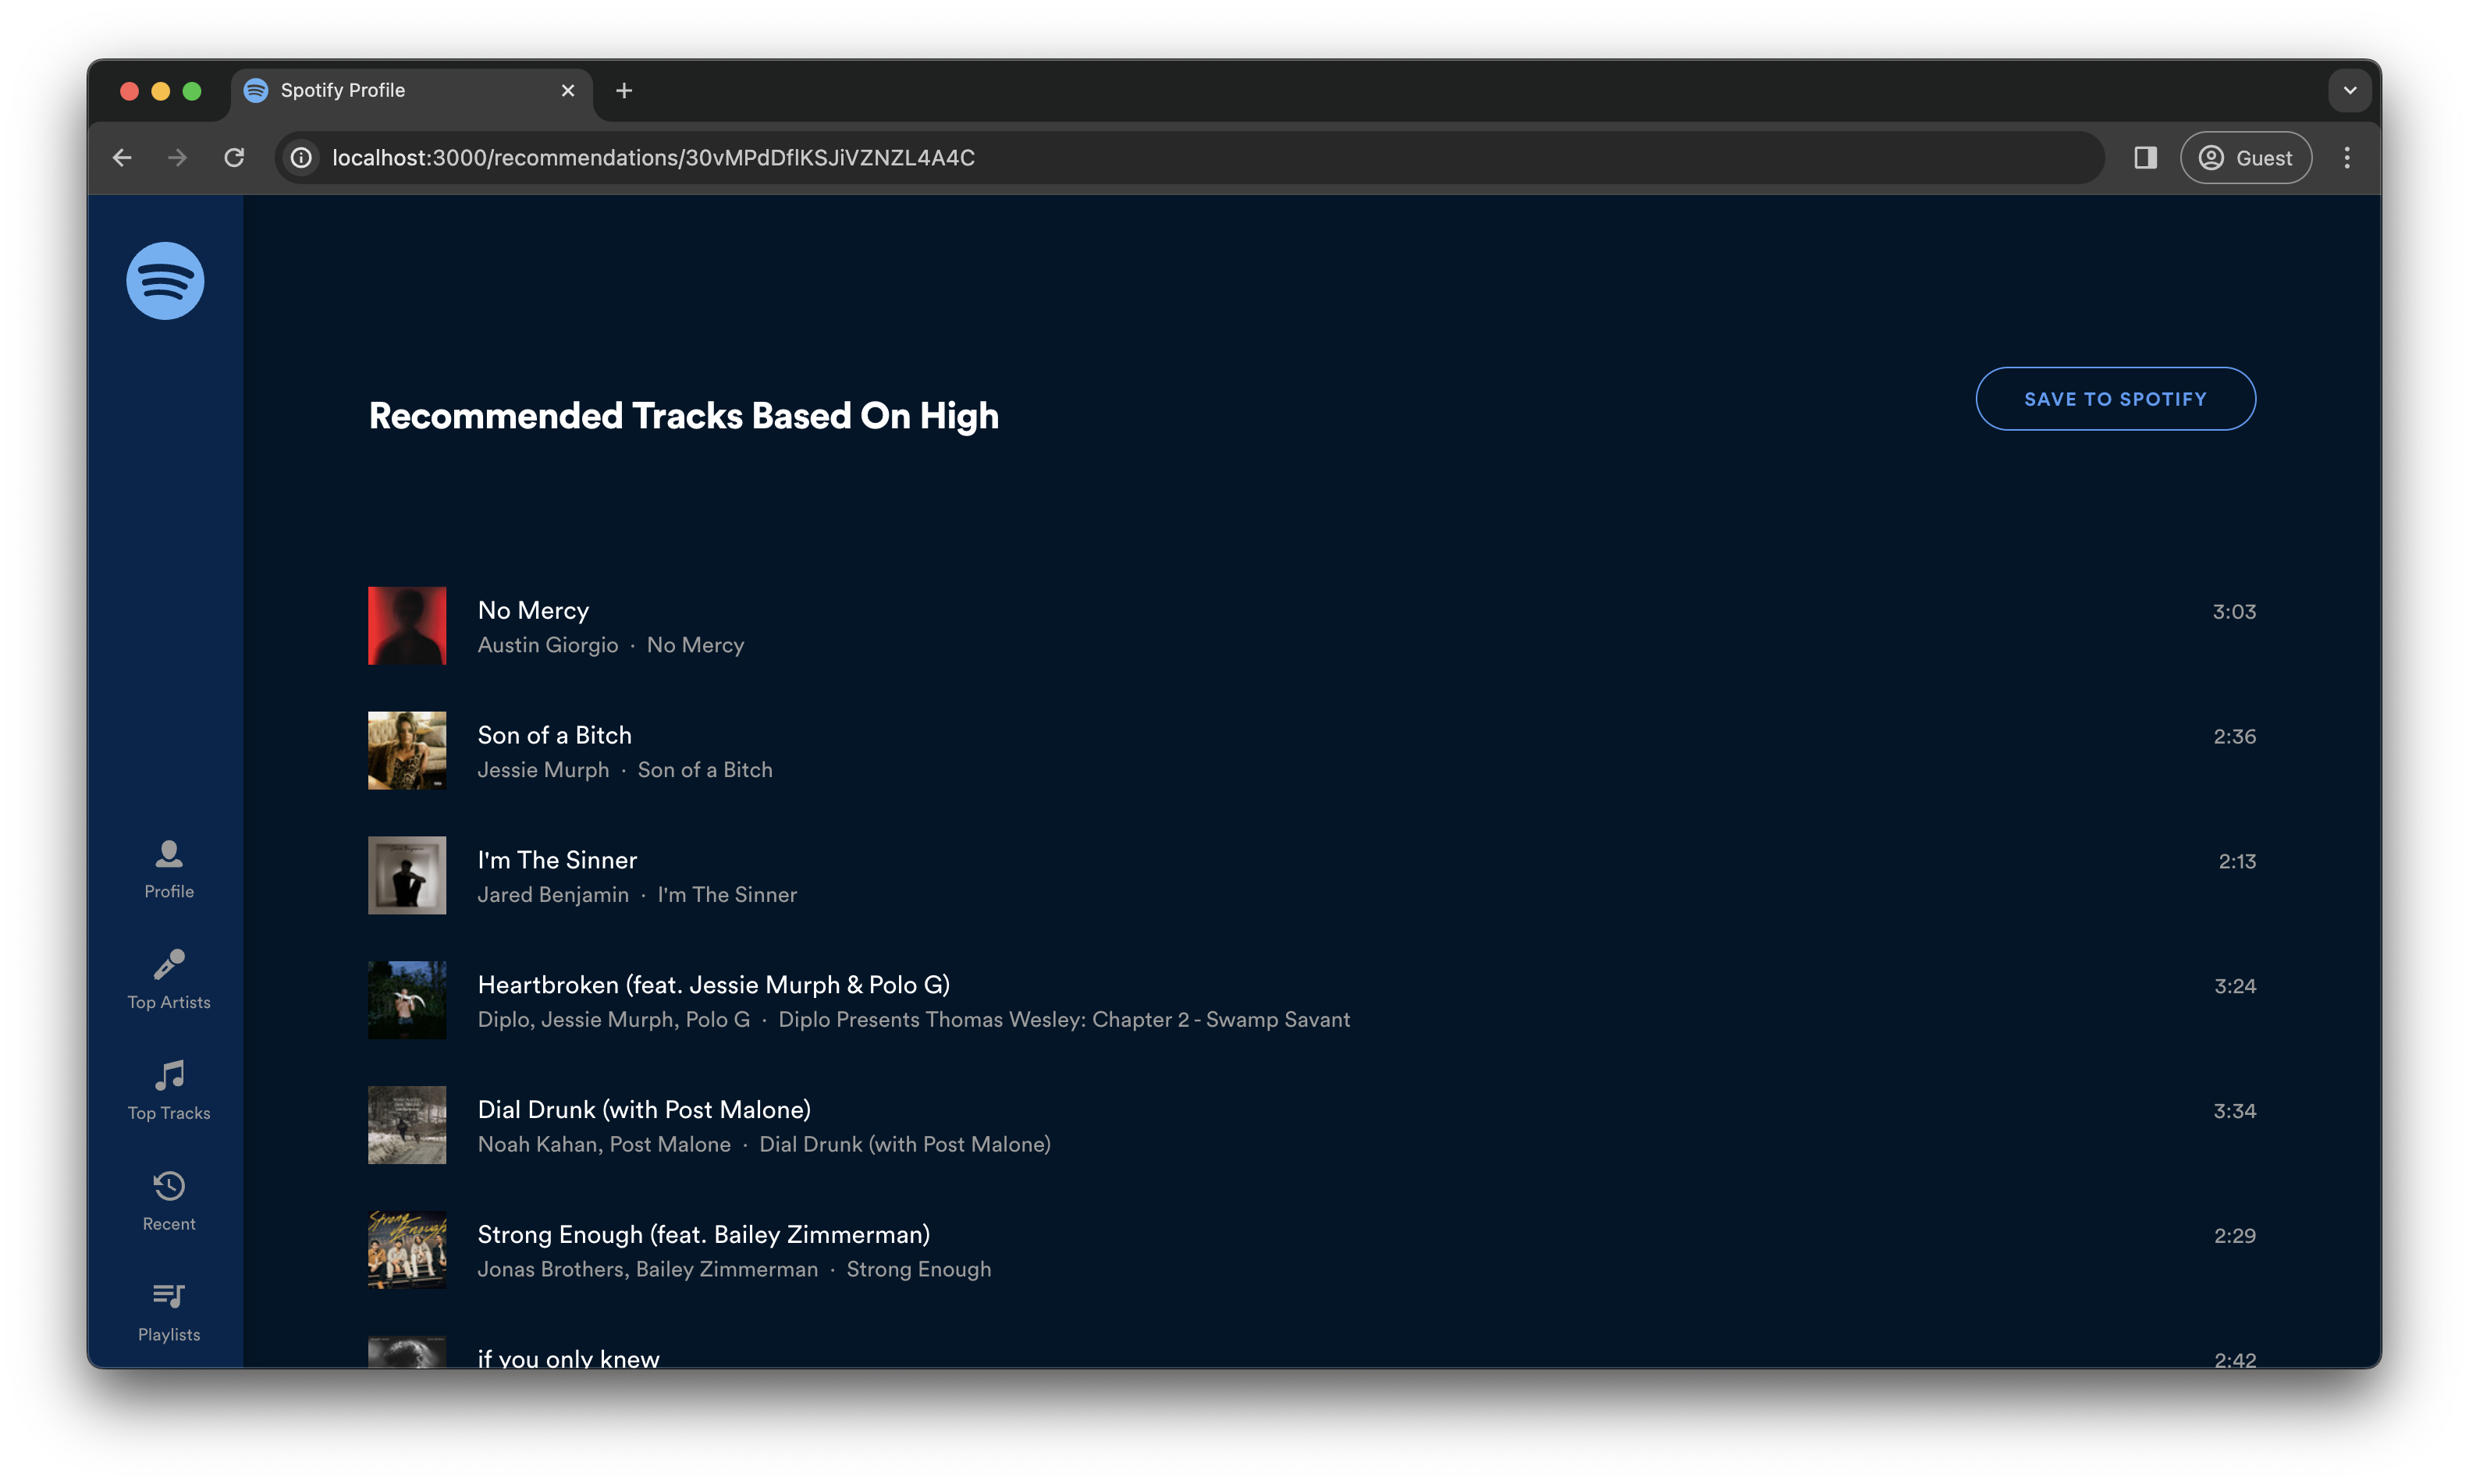 Spotify Profile
localhost:3000/recommendations/30vMPdDflKSJiVZNZL4A4C
Guest
Recommended Tracks Based On High
SAVE TO SPOTIFY
No Mercy
3:03
Austin Giorgio · No Mercy
Son of a Bitch
2:36
Jessie Murph · Son of a Bitch
I'm The Sinner
2:13
Jared Benjamin · I'm The Sinner
Heartbroken (feat. Jessie Murph & Polo G)
3:24
Diplo, Jessie Murph, Polo G · Diplo Presents Thomas Wesley: Chapter 2 - Swamp Savant
Dial Drunk (with Post Malone)
3:34
Noah Kahan, Post Malone · Dial Drunk (with Post Malone)
Strong Enough
Strong Enough (feat. Bailey Zimmerman)
2:29
Jonas Brothers, Bailey Zimmerman · Strong Enough
if you only knew
2:42
Profile
Top Artists
Top Tracks
Recent
Playlists